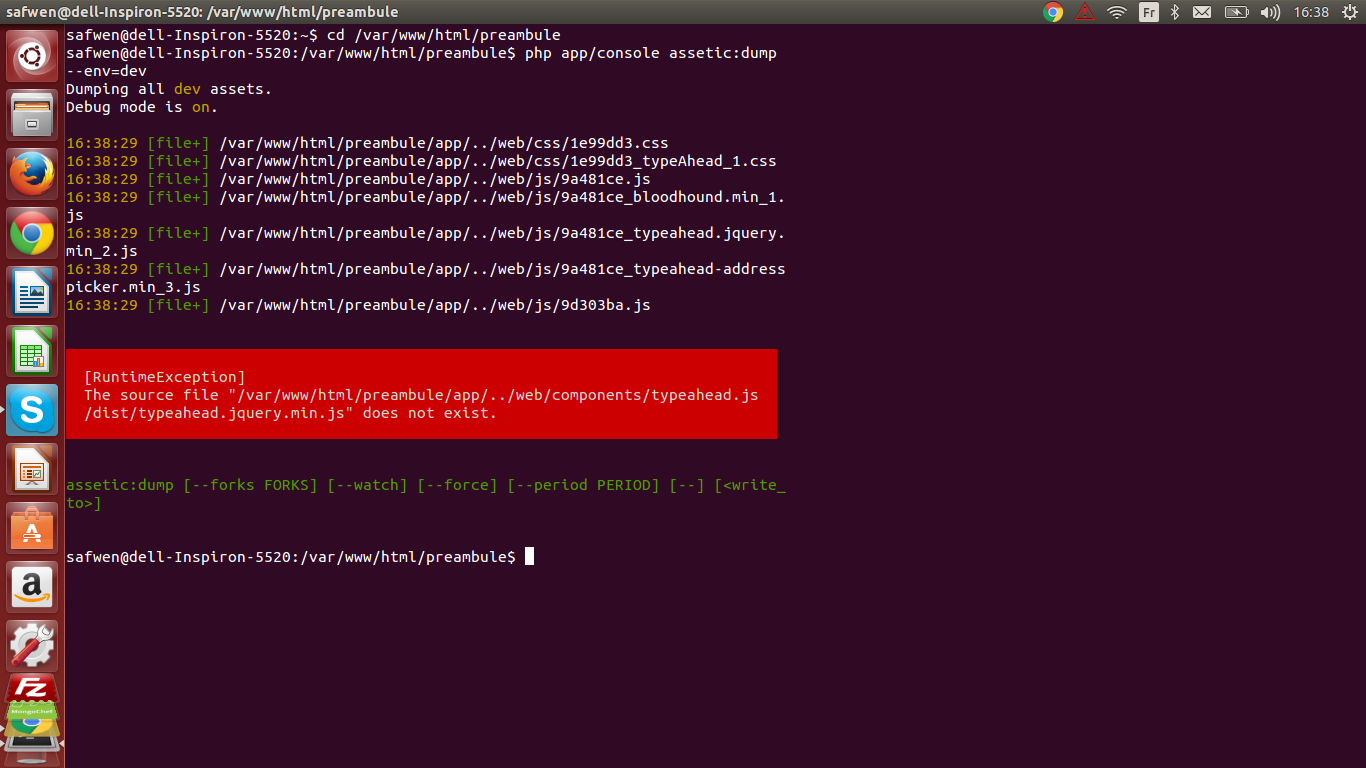 safwen@dell-Inspiron-5520: /var/www/html/preambule
Fr
16:38
safwen@dell-Inspiron-5520:~$ cd /var/www/html/preambule
safwen@dell-Inspiron-5520:/var/www/html/preambule$ php app/console assetic:dump
--env=dev
Dumping all dev assets.
Debug mode is on.
16:38:29 [file+] /var/www/html/preambule/app/../web/css/1e99dd3.css
16:38:29 [file+] /var/www/html/preambule/app/../web/css/1e99dd3_typeAhead_1.css
16:38:29 [file+] /var/www/html/preambule/app/../web/js/9a481ce.js
16:38:29 [file+] /var/www/html/preambule/app/../web/js/9a481ce_bloodhound.min_1.
js
16:38:29 [file+] /var/www/html/preambule/app/../web/js/9a481ce_typeahead.jquery.
min_2.js
16:38:29 [file+] /var/www/html/preambule/app/../web/js/9a481ce_typeahead-address
picker.min_3.js
16:38:29 [file+] /var/www/html/preambule/app/../web/js/9d303ba.js
[RuntimeException]
The source file "/var/www/html/preambule/app/../web/components/typeahead.js
/dist/typeahead.jquery.min.js" does not exist.
assetic:dump [--forks FORKS] [--watch] [--force] [--period PERIOD] [--] [<write_
to>]
safwen@dell-Inspiron-5520:/var/www/html/preambule$
S
A
a
Fz
MongoChef